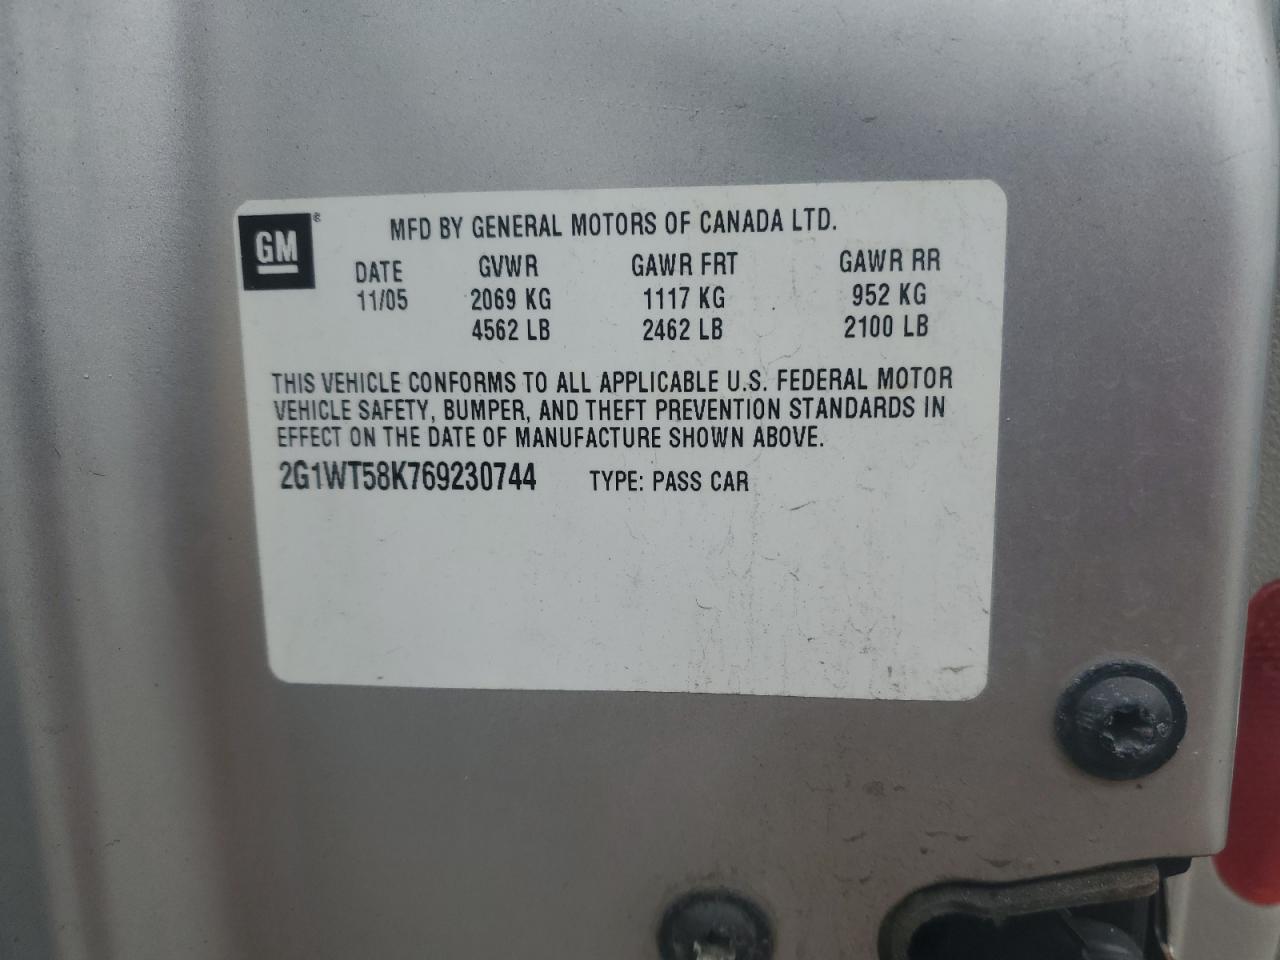 GM®
MFD BY GENERAL MOTORS OF CANADA LTD.
DATE GVWR GAWR FRT GAWR RR
11/05 2069 KG 1117 KG 952 KG
4562 LB 2462 LB 2100 LB
THIS VEHICLE CONFORMS TO ALL APPLICABLE U.S. FEDERAL MOTOR
VEHICLE SAFETY, BUMPER, AND THEFT PREVENTION STANDARDS IN
EFFECT ON THE DATE OF MANUFACTURE SHOWN ABOVE.
2G1WT58K769230744 TYPE: PASS CAR